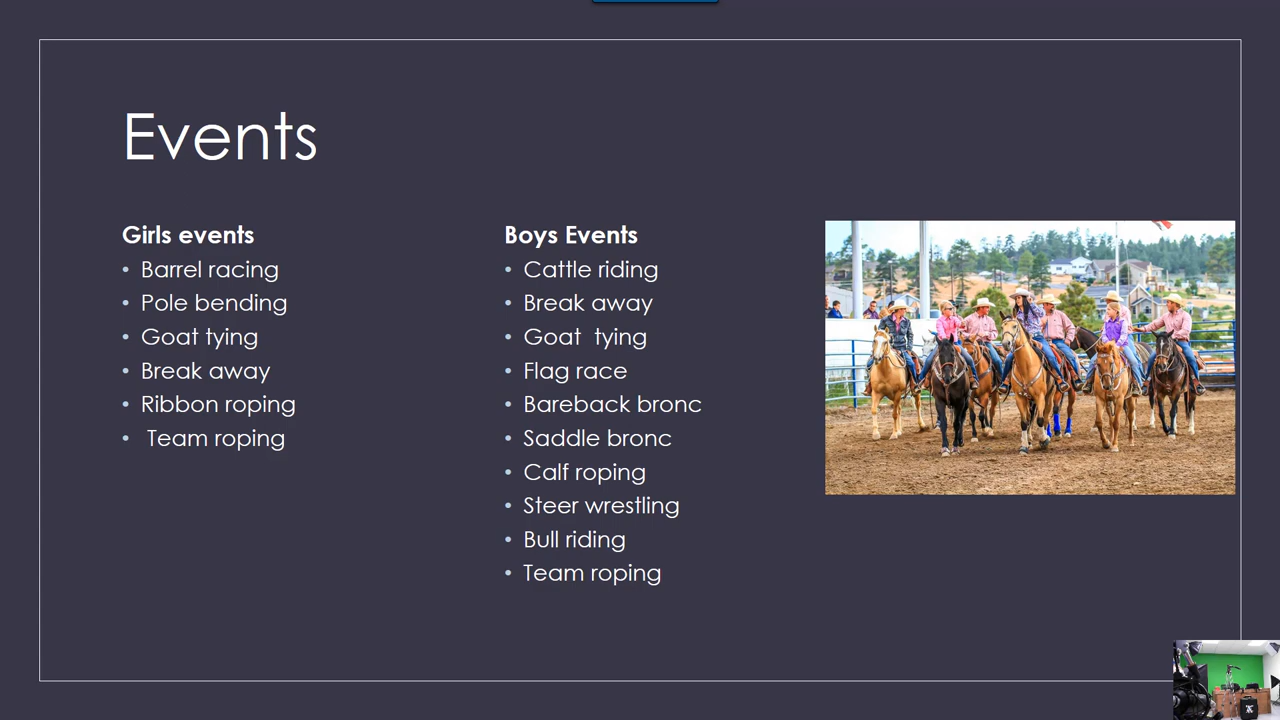 Events
Girls events
Barrel racing
Pole bending
Goat tying
Break away
Ribbon roping
Team roping
Boys Events
Cattle riding
Break away
Goat  tying
Flag race
Bareback bronc
Saddle bronc
Calf roping
Steer wrestling
Bull riding
Team roping